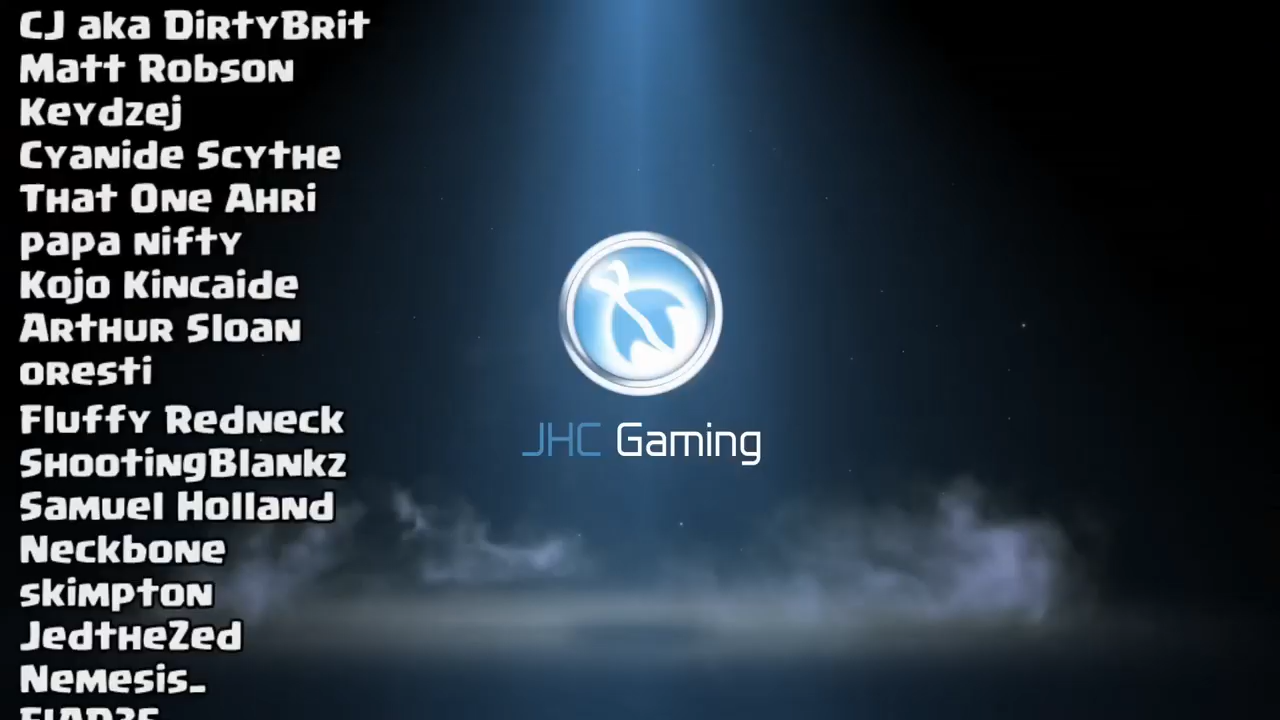 CJ aka DirtyBrit
Matt Robson
Keydzej
Cyanide Scythe
That One Ahri
papa nifty
Kojo Kincaide
Arthur Sloan
oresti
Fluffy Redneck
ShootingBlankz
Samuel Holland
Neckbone
skimpton
JedtheZed
Nemesis_
JHC Gaming